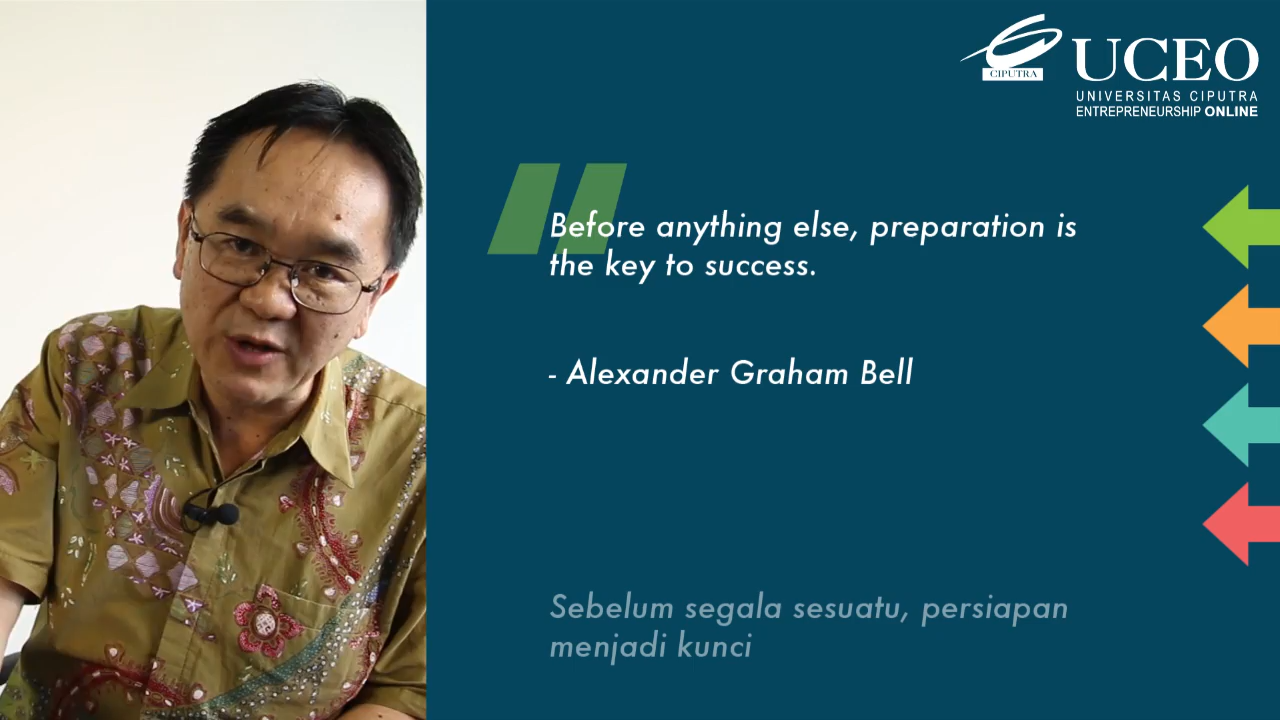 CIPUTRA
UCEO
UNIVERSITAS CIPUTRA
ENTREPRENEURSHIP ONLINE
Before anything else, preparation is
the key to success.
- Alexander Graham Bell
Sebelum segala sesuatu, persiapan
menjadi kunci